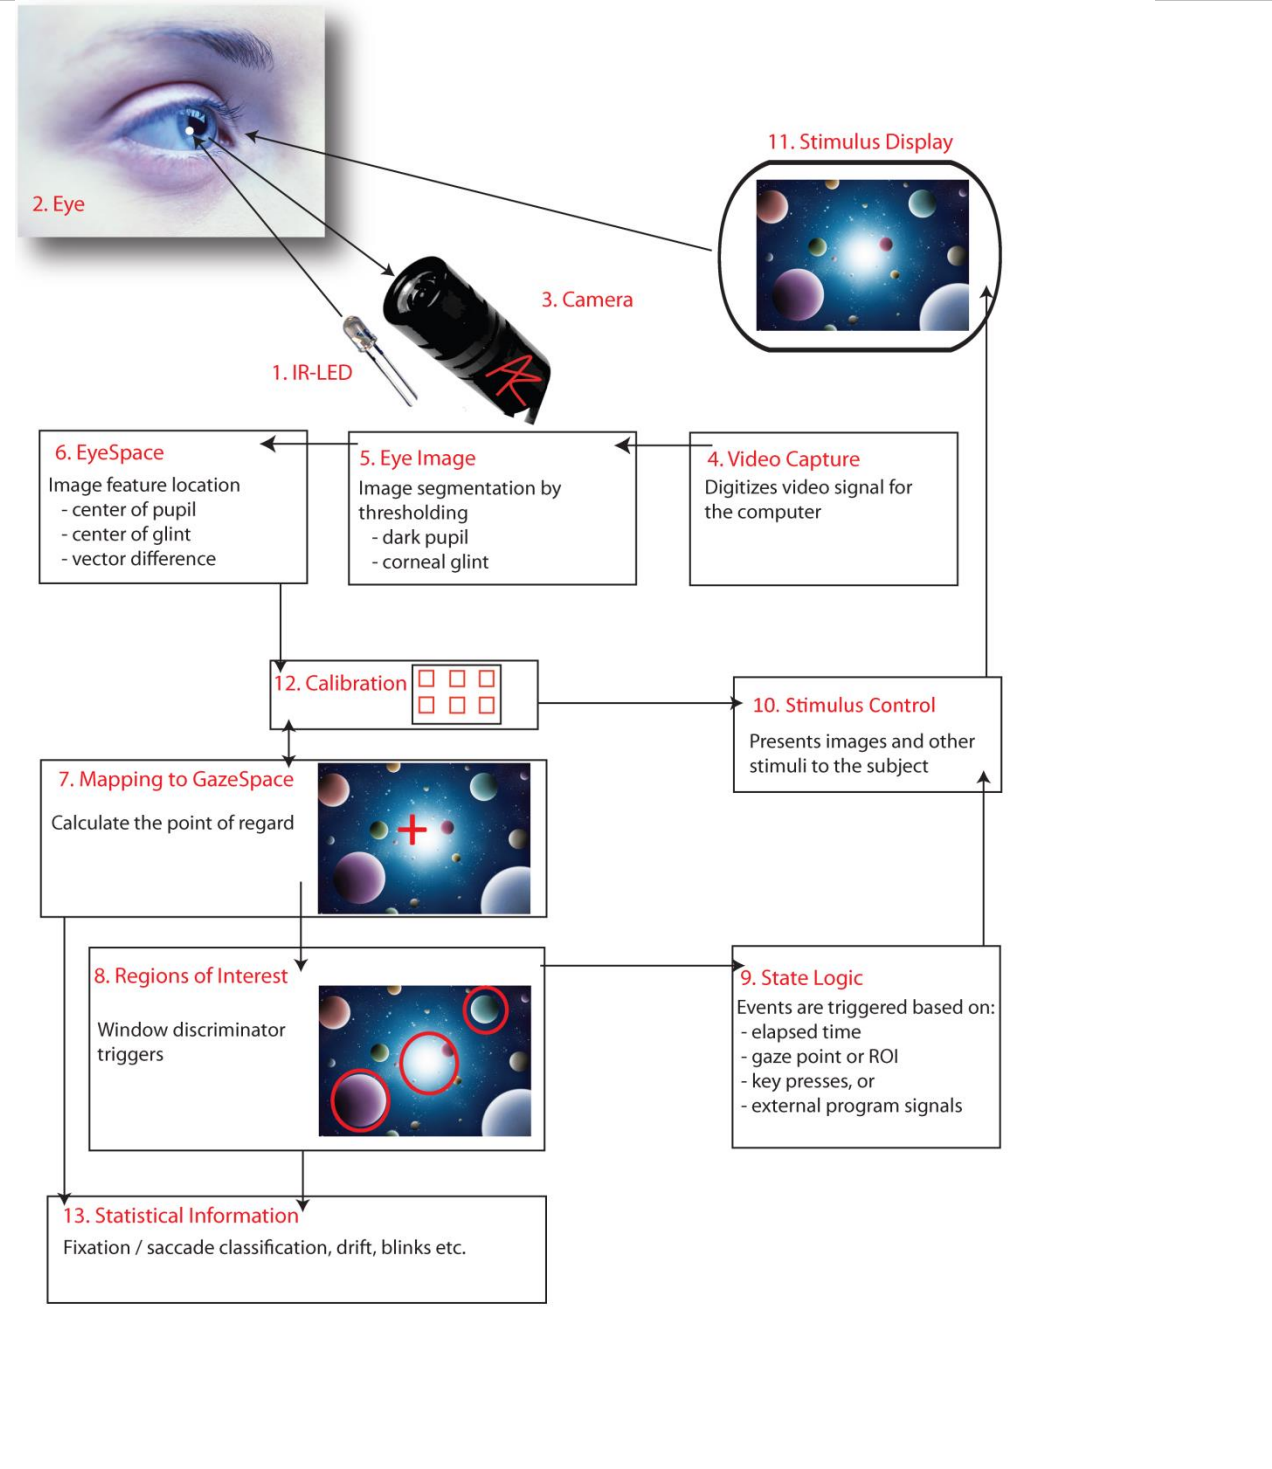 11. Stimulus Display
2. Eye
3. Camera
1. IR-LED
AR
6. EyeSpace
Image feature location
- center of pupil
- center of glint
- vector difference
5. Eye Image
Image segmentation by
thresholding
- dark pupil
- corneal glint
4. Video Capture
Digitizes video signal for
the computer
12. Calibration
10. Stimulus Control
Presents images and other
stimuli to the subject
7. Mapping to GazeSpace
Calculate the point of regard
8. Regions of Interest
Window discriminator
triggers
9. State Logic
Events are triggered based on:
- elapsed time
- gaze point or ROI
- key presses, or
- external program signals
13. Statistical Information
Fixation / saccade classification, drift, blinks etc.